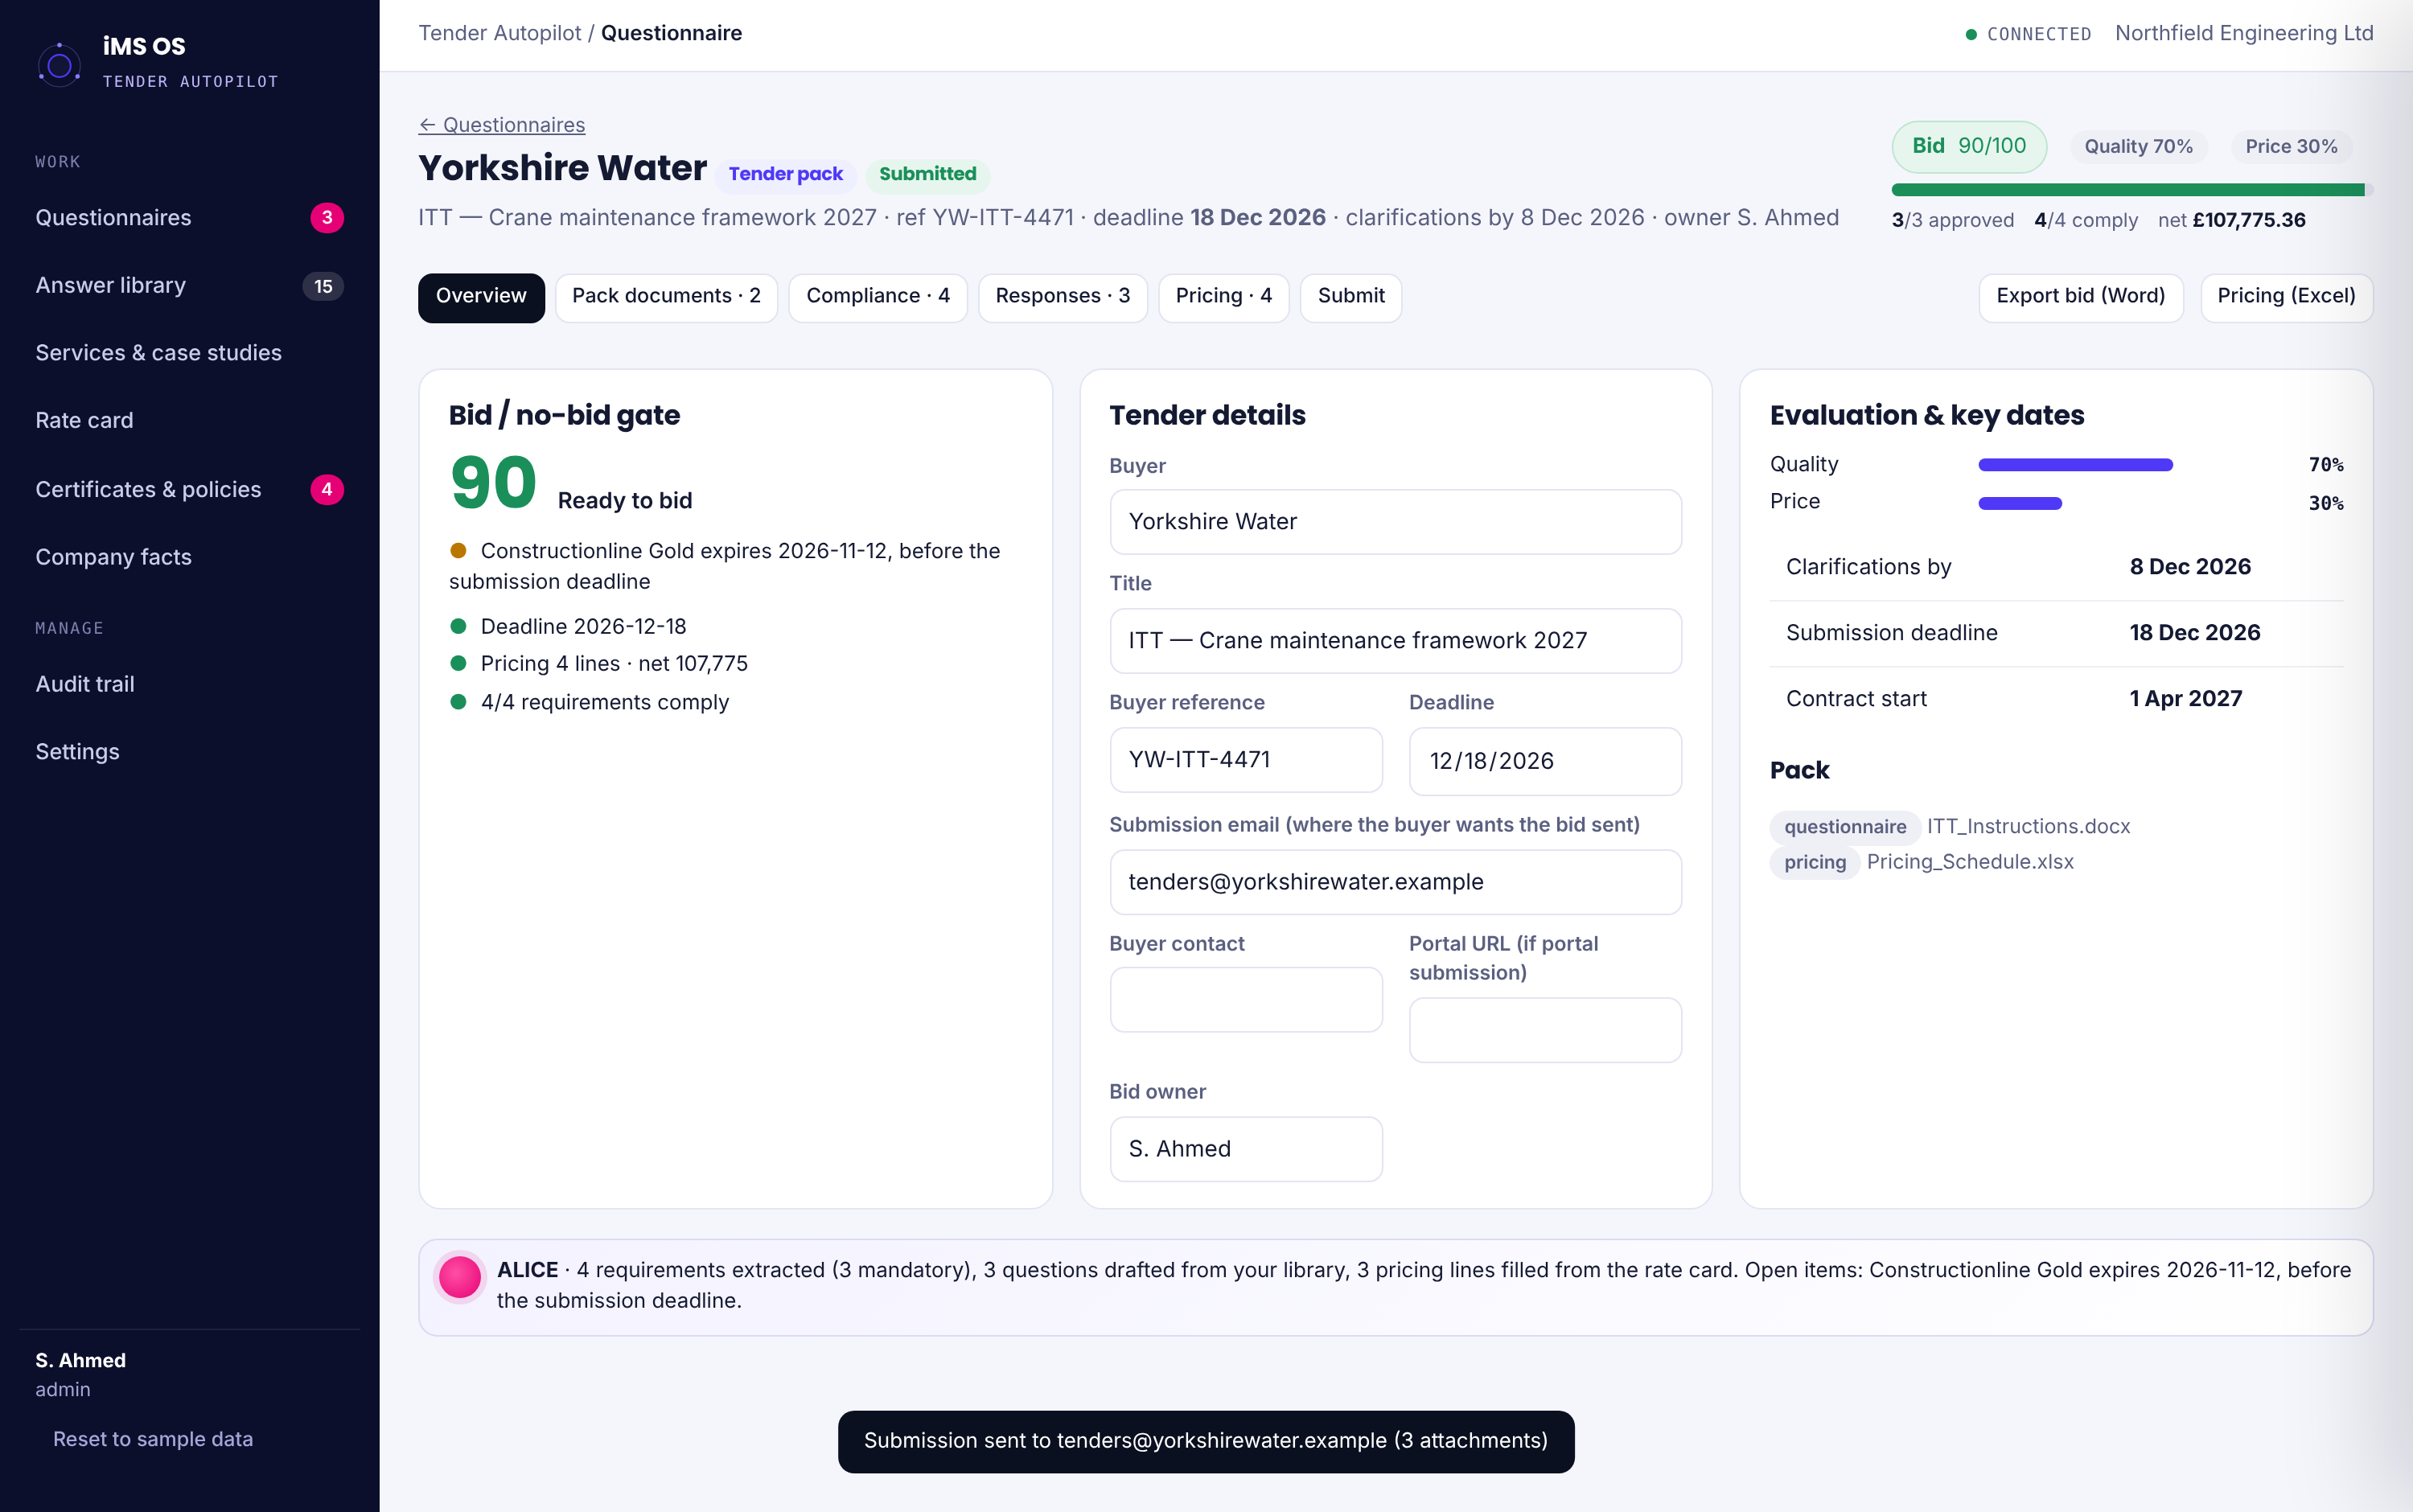 iMS OS
TENDER AUTOPILOT
WORK
Questionnaires 3
Answer library 15
Services & case studies
Rate card
Certificates & policies 4
Company facts
MANAGE
Audit trail
Settings
S. Ahmed
admin
Reset to sample data
Tender Autopilot / Questionnaire
CONNECTED Northfield Engineering Ltd
← Questionnaires
Yorkshire Water Tender pack Submitted
ITT — Crane maintenance framework 2027 · ref YW-ITT-4471 · deadline 18 Dec 2026 · clarifications by 8 Dec 2026 · owner S. Ahmed
Bid 90/100 Quality 70% Price 30%
3/3 approved 4/4 comply net £107,775.36
Overview Pack documents · 2 Compliance · 4 Responses · 3 Pricing · 4 Submit
Export bid (Word) Pricing (Excel)
Bid / no-bid gate
90 Ready to bid
Constructionline Gold expires 2026-11-12, before the
submission deadline
Deadline 2026-12-18
Pricing 4 lines · net 107,775
4/4 requirements comply
Tender details
Buyer
Yorkshire Water
Title
ITT — Crane maintenance framework 2027
Buyer reference Deadline
YW-ITT-4471 12/18/2026
Submission email (where the buyer wants the bid sent)
tenders@yorkshirewater.example
Buyer contact Portal URL (if portal
submission)
Bid owner
S. Ahmed
Evaluation & key dates
Quality 70%
Price 30%
Clarifications by 8 Dec 2026
Submission deadline 18 Dec 2026
Contract start 1 Apr 2027
Pack
questionnaire ITT_Instructions.docx
pricing Pricing_Schedule.xlsx
ALICE · 4 requirements extracted (3 mandatory), 3 questions drafted from your library, 3 pricing lines filled from the rate card. Open items: Constructionline Gold expires 2026-11-12, before
the submission deadline.
Submission sent to tenders@yorkshirewater.example (3 attachments)